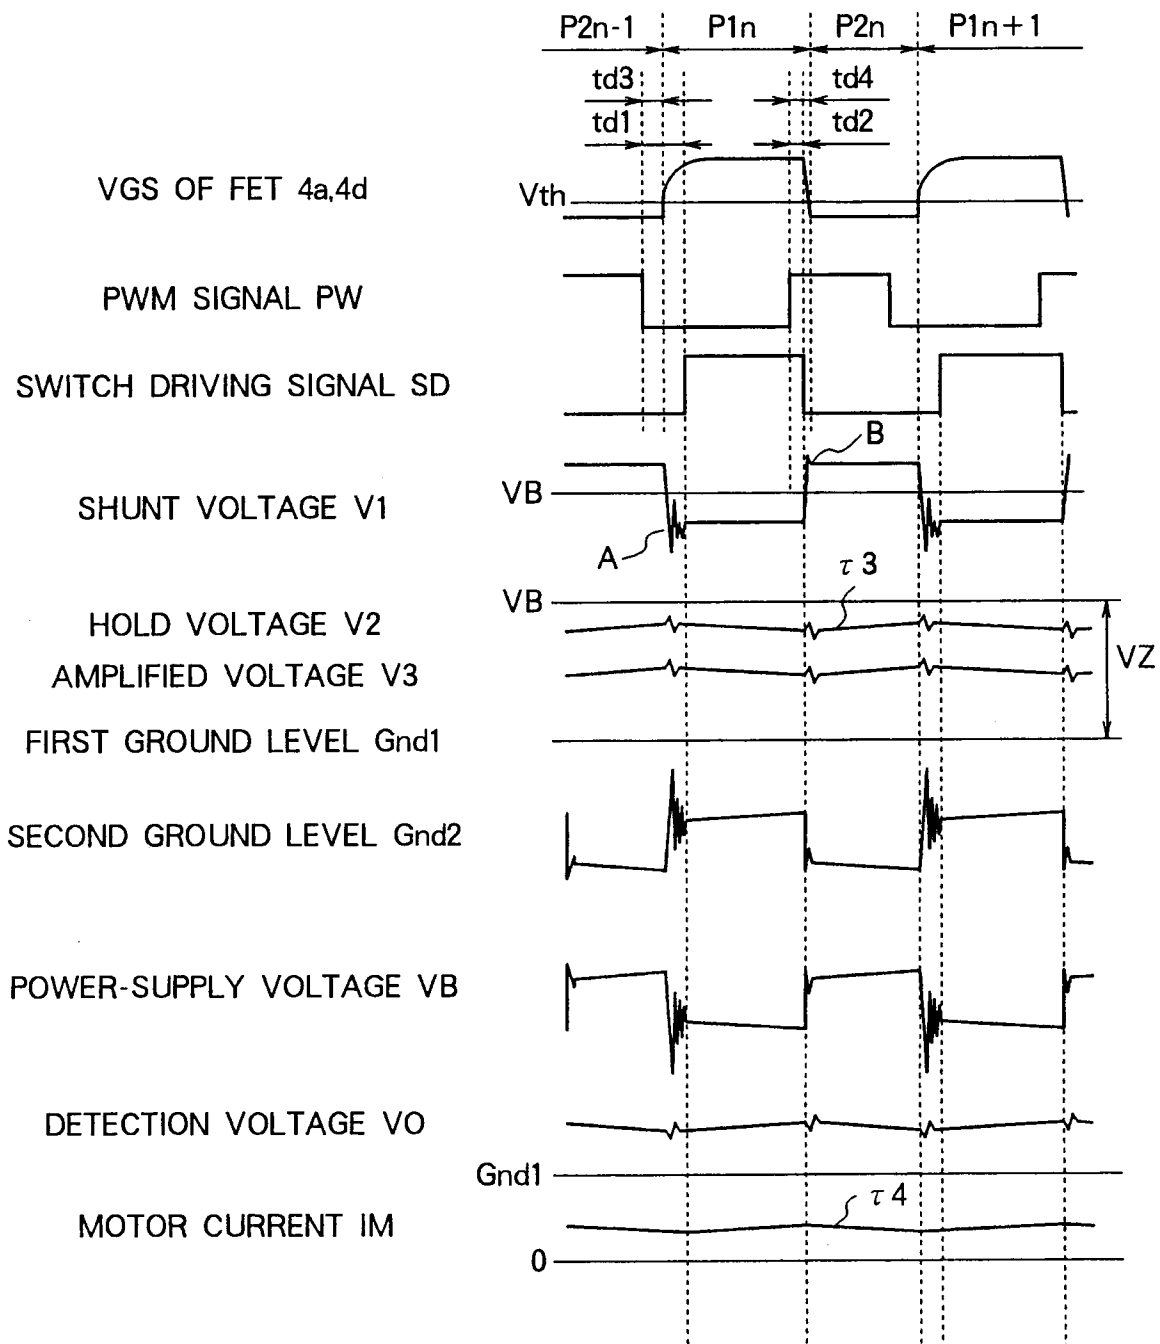 P2n-1 P1n P2n P1n+1
td3 td4
td1 td2
VGS OF FET 4a,4d
Vth
PWM SIGNAL PW
SWITCH DRIVING SIGNAL SD
B
VB
SHUNT VOLTAGE V1
A
τ3
VB
HOLD VOLTAGE V2
VZ
AMPLIFIED VOLTAGE V3
FIRST GROUND LEVEL Gnd1
SECOND GROUND LEVEL Gnd2
POWER-SUPPLY VOLTAGE VB
DETECTION VOLTAGE VO
Gnd1
τ4
MOTOR CURRENT IM
0